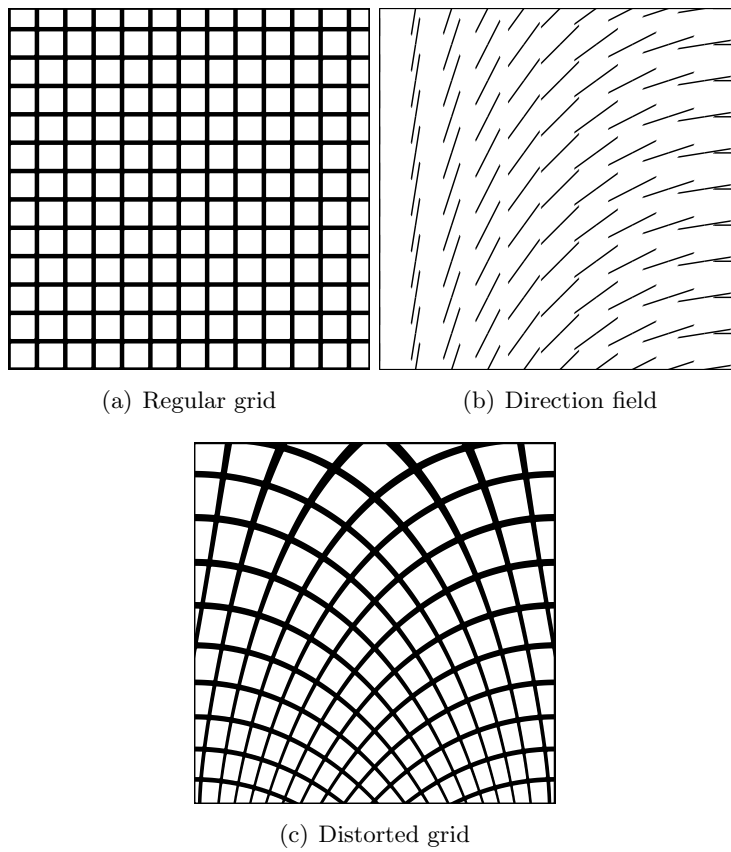 (a) Regular grid
(b) Direction field
(c) Distorted grid